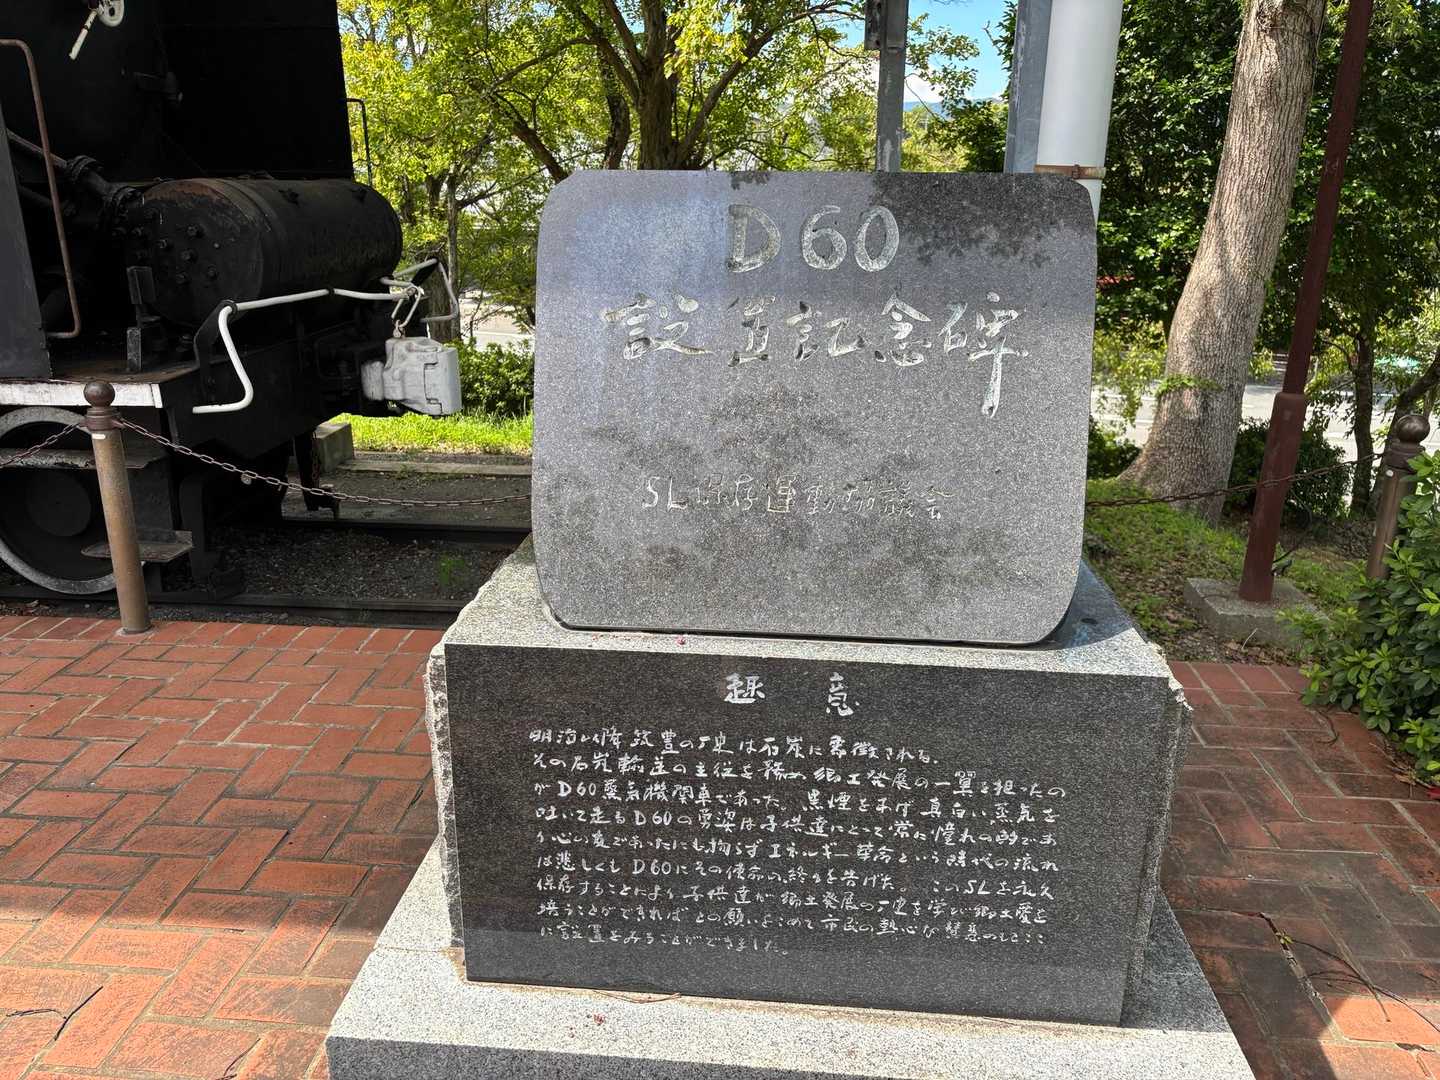 D60
設置記念碑
SL保存運動協議会
趣意
明治以降筑豊の歴史は石炭に象徴される。
その石炭輸送の主役を務め郷土発展の一翼を担ったの
がD60蒸気機関車であった。黒煙をあげ真白い蒸気を
吐いて走るD60の勇姿は子供達にとって常に憧れの的であ
り心の友であったにも拘らずエネルギー革命という時代の流れ
は悲しくもD60にその使命の終りを告げた。このSLを永久
保存することにより子供達が郷土発展の歴史を学び郷土愛を
培うことができればとの願いをこめて市民の熱心な賛意のもとここ
に設置をみることができました。